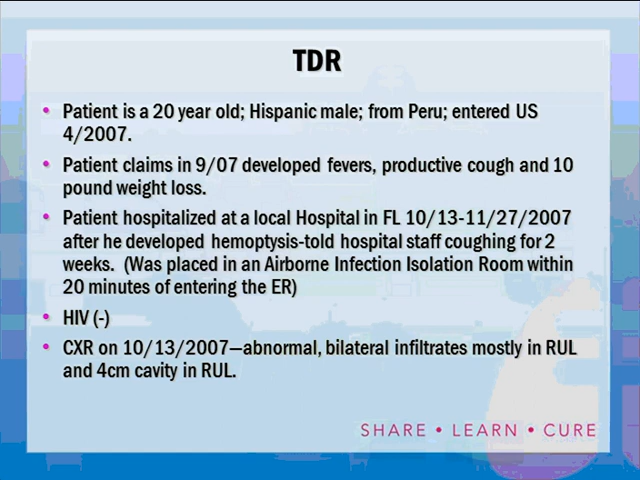 TDR
• Patient is a 20 year old; Hispanic male; from Peru; entered US
4/2007.
• Patient claims in 9/07 developed fevers, productive cough and 10
pound weight loss.
• Patient hospitalized at a local Hospital in FL 10/13-11/27/2007
after he developed hemoptysis-told hospital staff coughing for 2
weeks.  (Was placed in an Airborne Infection Isolation Room within
20 minutes of entering the ER)
• HIV (-)
• CXR on 10/13/2007—abnormal, bilateral infiltrates mostly in RUL
and 4cm cavity in RUL.
SHARE • LEARN • CURE